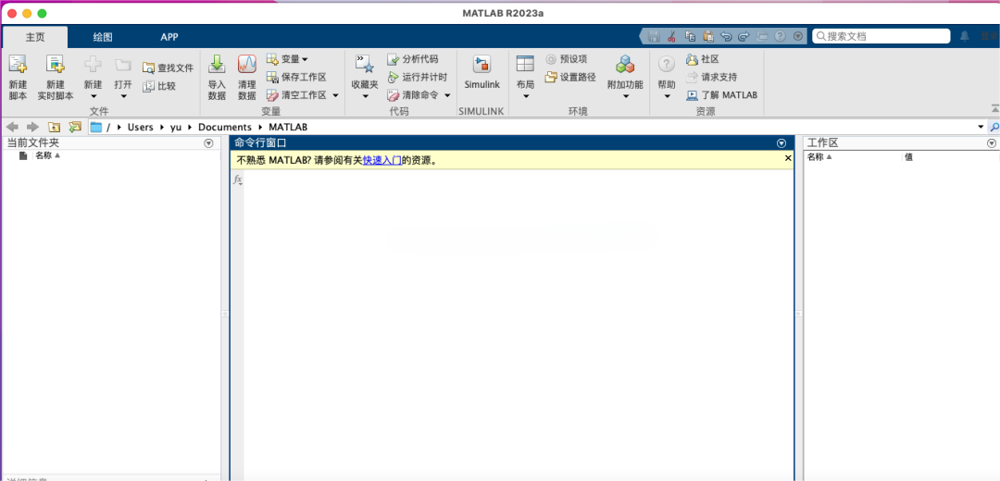 MATLAB R2023a
主页 绘图 APP
搜索文档
新建脚本 新建实时脚本 新建 打开 查找文件 比较
文件
导入数据 清理数据 变量 保存工作区 清空工作区
变量
收藏夹 分析代码 运行并计时 清除命令
代码
Simulink
SIMULINK
布局 预设项 设置路径 附加功能
环境
帮助 社区 请求支持 了解 MATLAB
资源
/ Users yu Documents MATLAB
当前文件夹
名称
命令行窗口
不熟悉 MATLAB? 请参阅有关快速入门的资源。
fx
工作区
名称 值